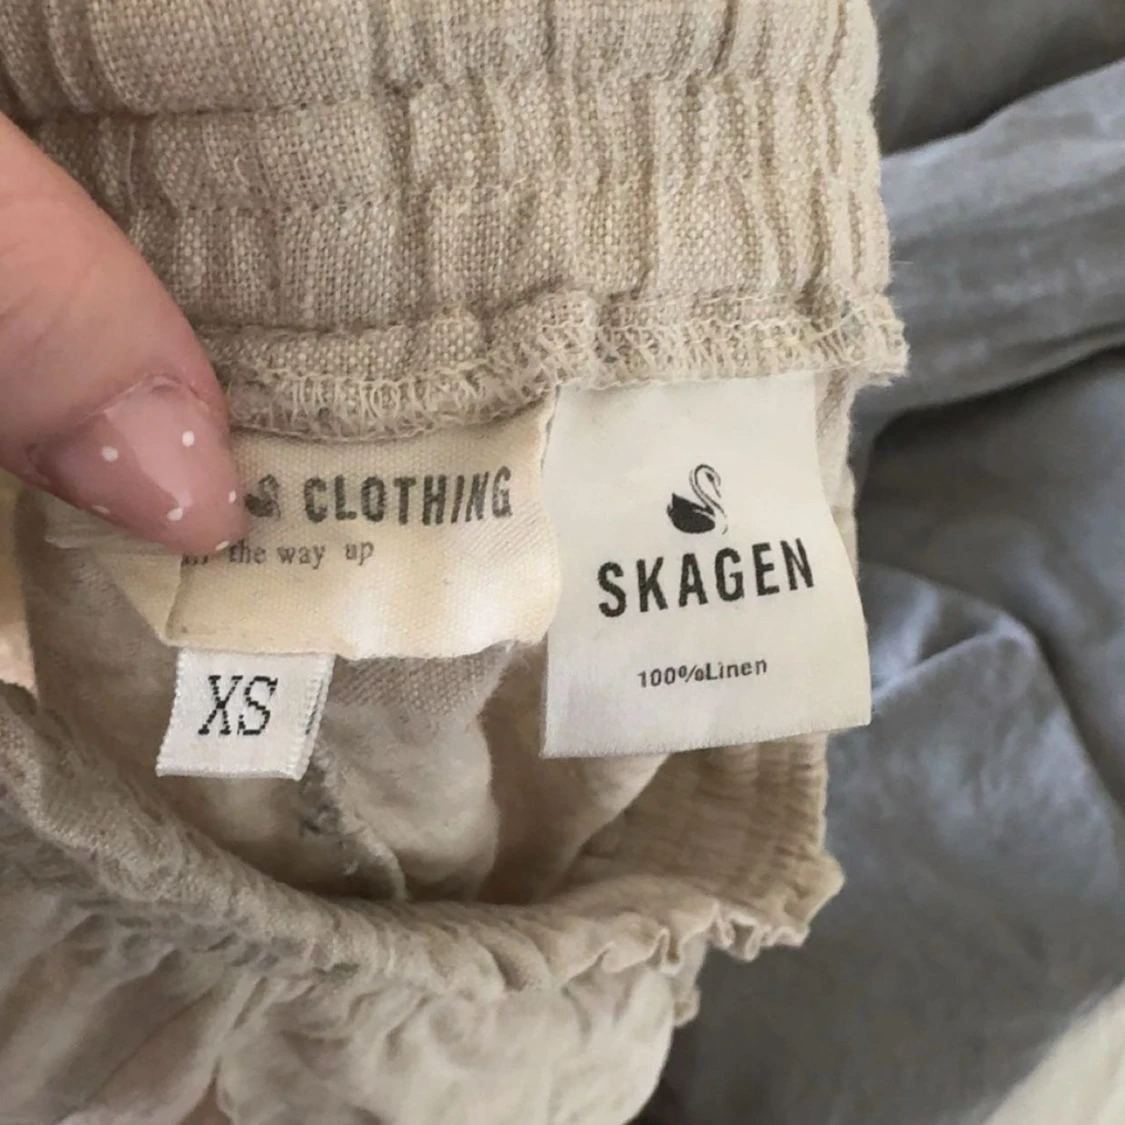 CLOTHING
the way up
XS
SKAGEN
100%Linen